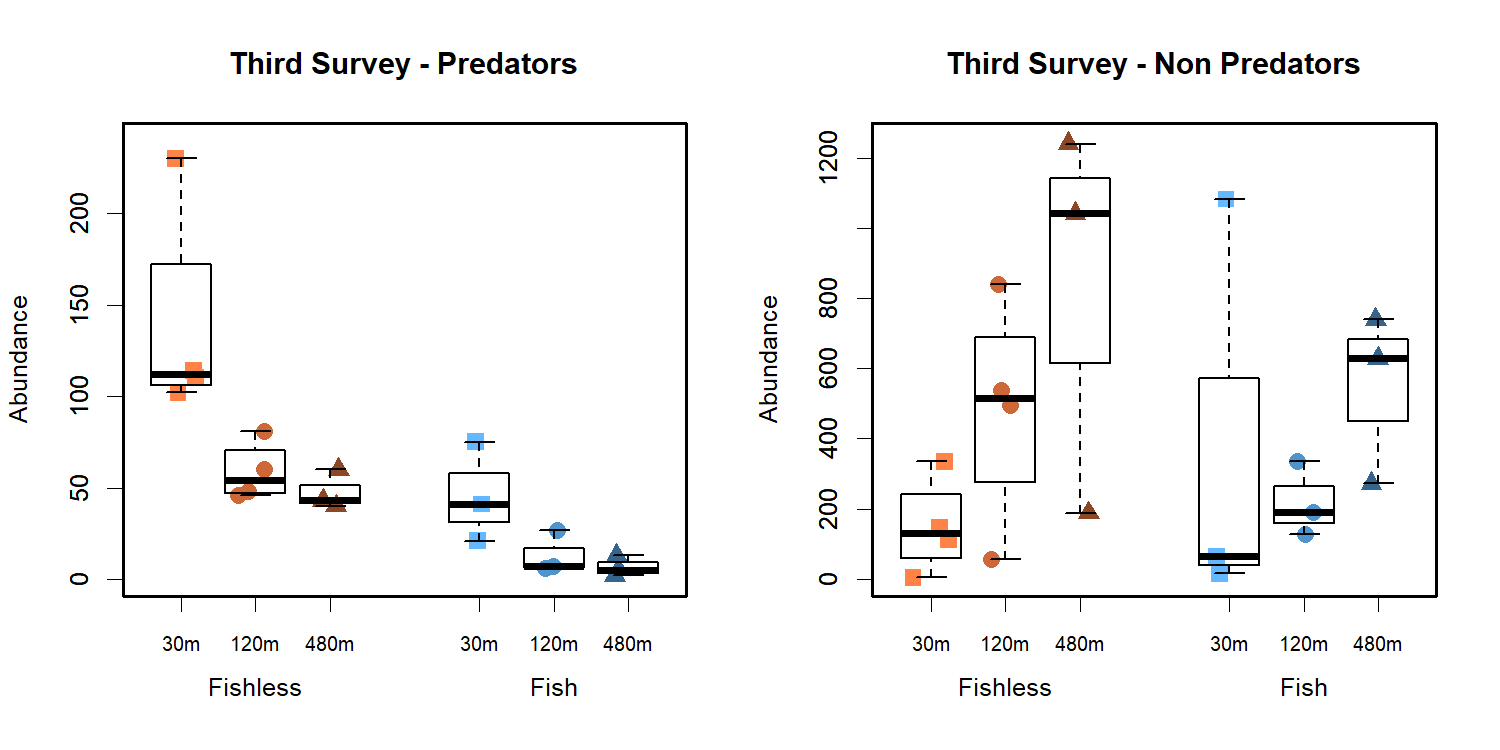 Third Survey - Predators
Abundance
200
150
100
50
0
30m 120m 480m 30m 120m 480m
Fishless Fish
Third Survey - Non Predators
Abundance
1200
800
600
400
200
0
30m 120m 480m 30m 120m 480m
Fishless Fish